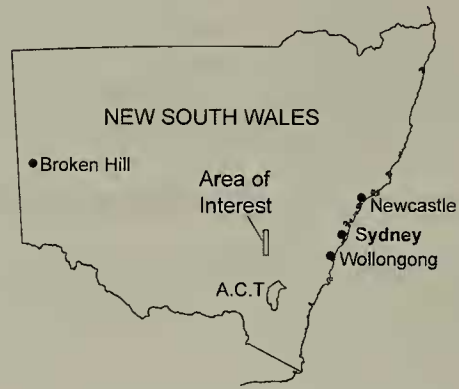 NEW SOUTH WALES
Broken Hill
Area of
Interest
Newcastle
Sydney
Wollongong
A.C.T